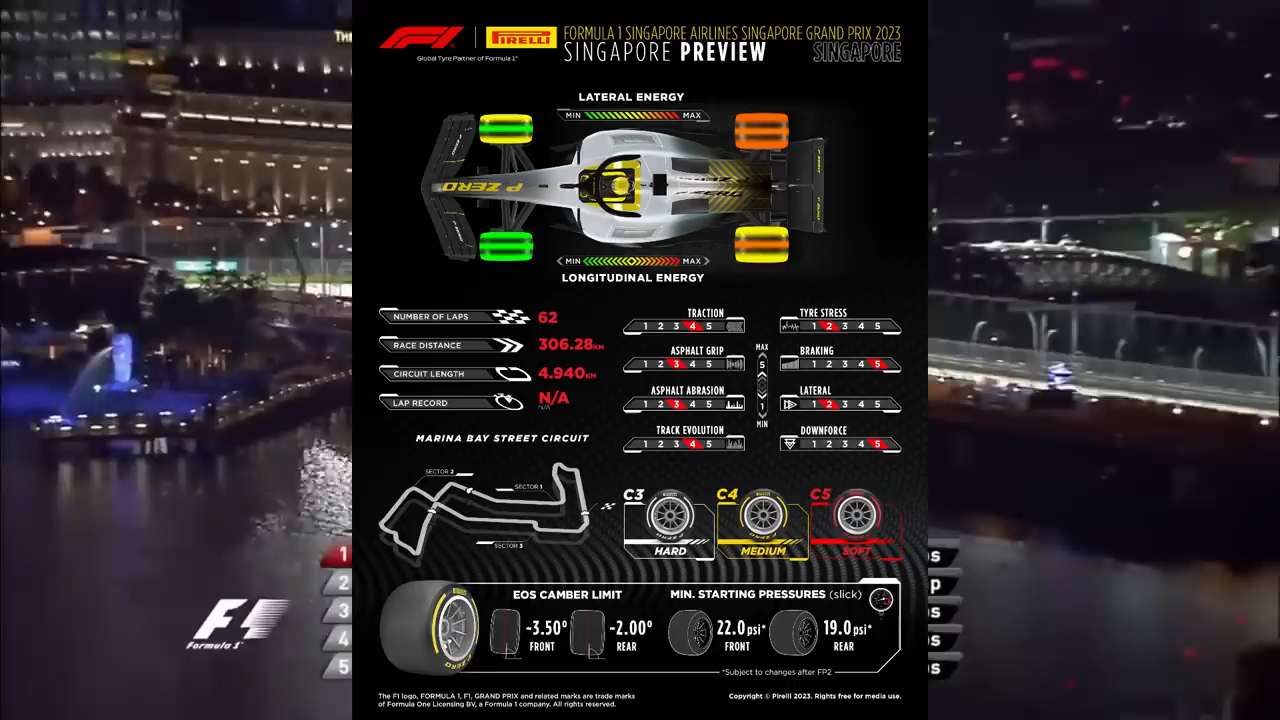 F1
PIRELLI
Global Tyre Partner of Formula 1®
FORMULA 1 SINGAPORE AIRLINES SINGAPORE GRAND PRIX 2023
SINGAPORE PREVIEW
SINGAPORE
LATERAL ENERGY
MIN MAX
P ZERO
MIN MAX
LONGITUDINAL ENERGY
NUMBER OF LAPS 62
RACE DISTANCE 306.28KM
CIRCUIT LENGTH 4.940KM
LAP RECORD N/A
N/A
TRACTION
1 2 3 4 5
TYRE STRESS
1 2 3 4 5
ASPHALT GRIP
1 2 3 4 5
BRAKING
1 2 3 4 5
ASPHALT ABRASION
1 2 3 4 5
LATERAL
1 2 3 4 5
TRACK EVOLUTION
1 2 3 4 5
DOWNFORCE
1 2 3 4 5
MAX
5
1
MIN
MARINA BAY STREET CIRCUIT
SECTOR 2
SECTOR 1
SECTOR 3
C3
HARD
C4
MEDIUM
C5
SOFT
EOS CAMBER LIMIT
-3.50º
FRONT
-2.00º
REAR
MIN. STARTING PRESSURES (slick)
22.0psi*
FRONT
19.0psi*
REAR
*Subject to changes after FP2
The F1 logo, FORMULA 1, F1, GRAND PRIX and related marks are trade marks
of Formula One Licensing BV, a Formula 1 company. All rights reserved.
Copyright © Pirelli 2023. Rights free for media use.
F1
Formula 1®
1
2
3
4
5